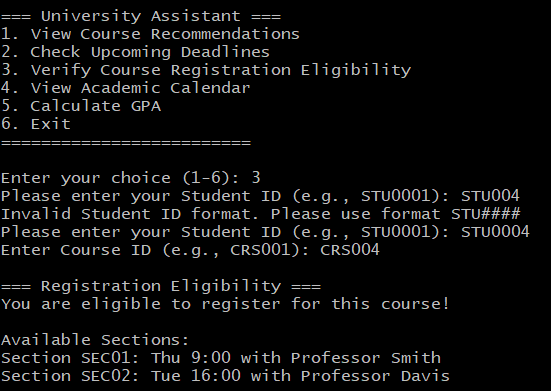 === University Assistant ===
1. View Course Recommendations
2. Check Upcoming Deadlines
3. Verify Course Registration Eligibility
4. View Academic Calendar
5. Calculate GPA
6. Exit
=========================
Enter your choice (1-6): 3
Please enter your Student ID (e.g., STU0001): STU004
Invalid Student ID format. Please use format STU####
Please enter your Student ID (e.g., STU0001): STU0004
Enter Course ID (e.g., CRS001): CRS004
=== Registration Eligibility ===
You are eligible to register for this course!
Available Sections:
Section SEC01: Thu 9:00 with Professor Smith
Section SEC02: Tue 16:00 with Professor Davis